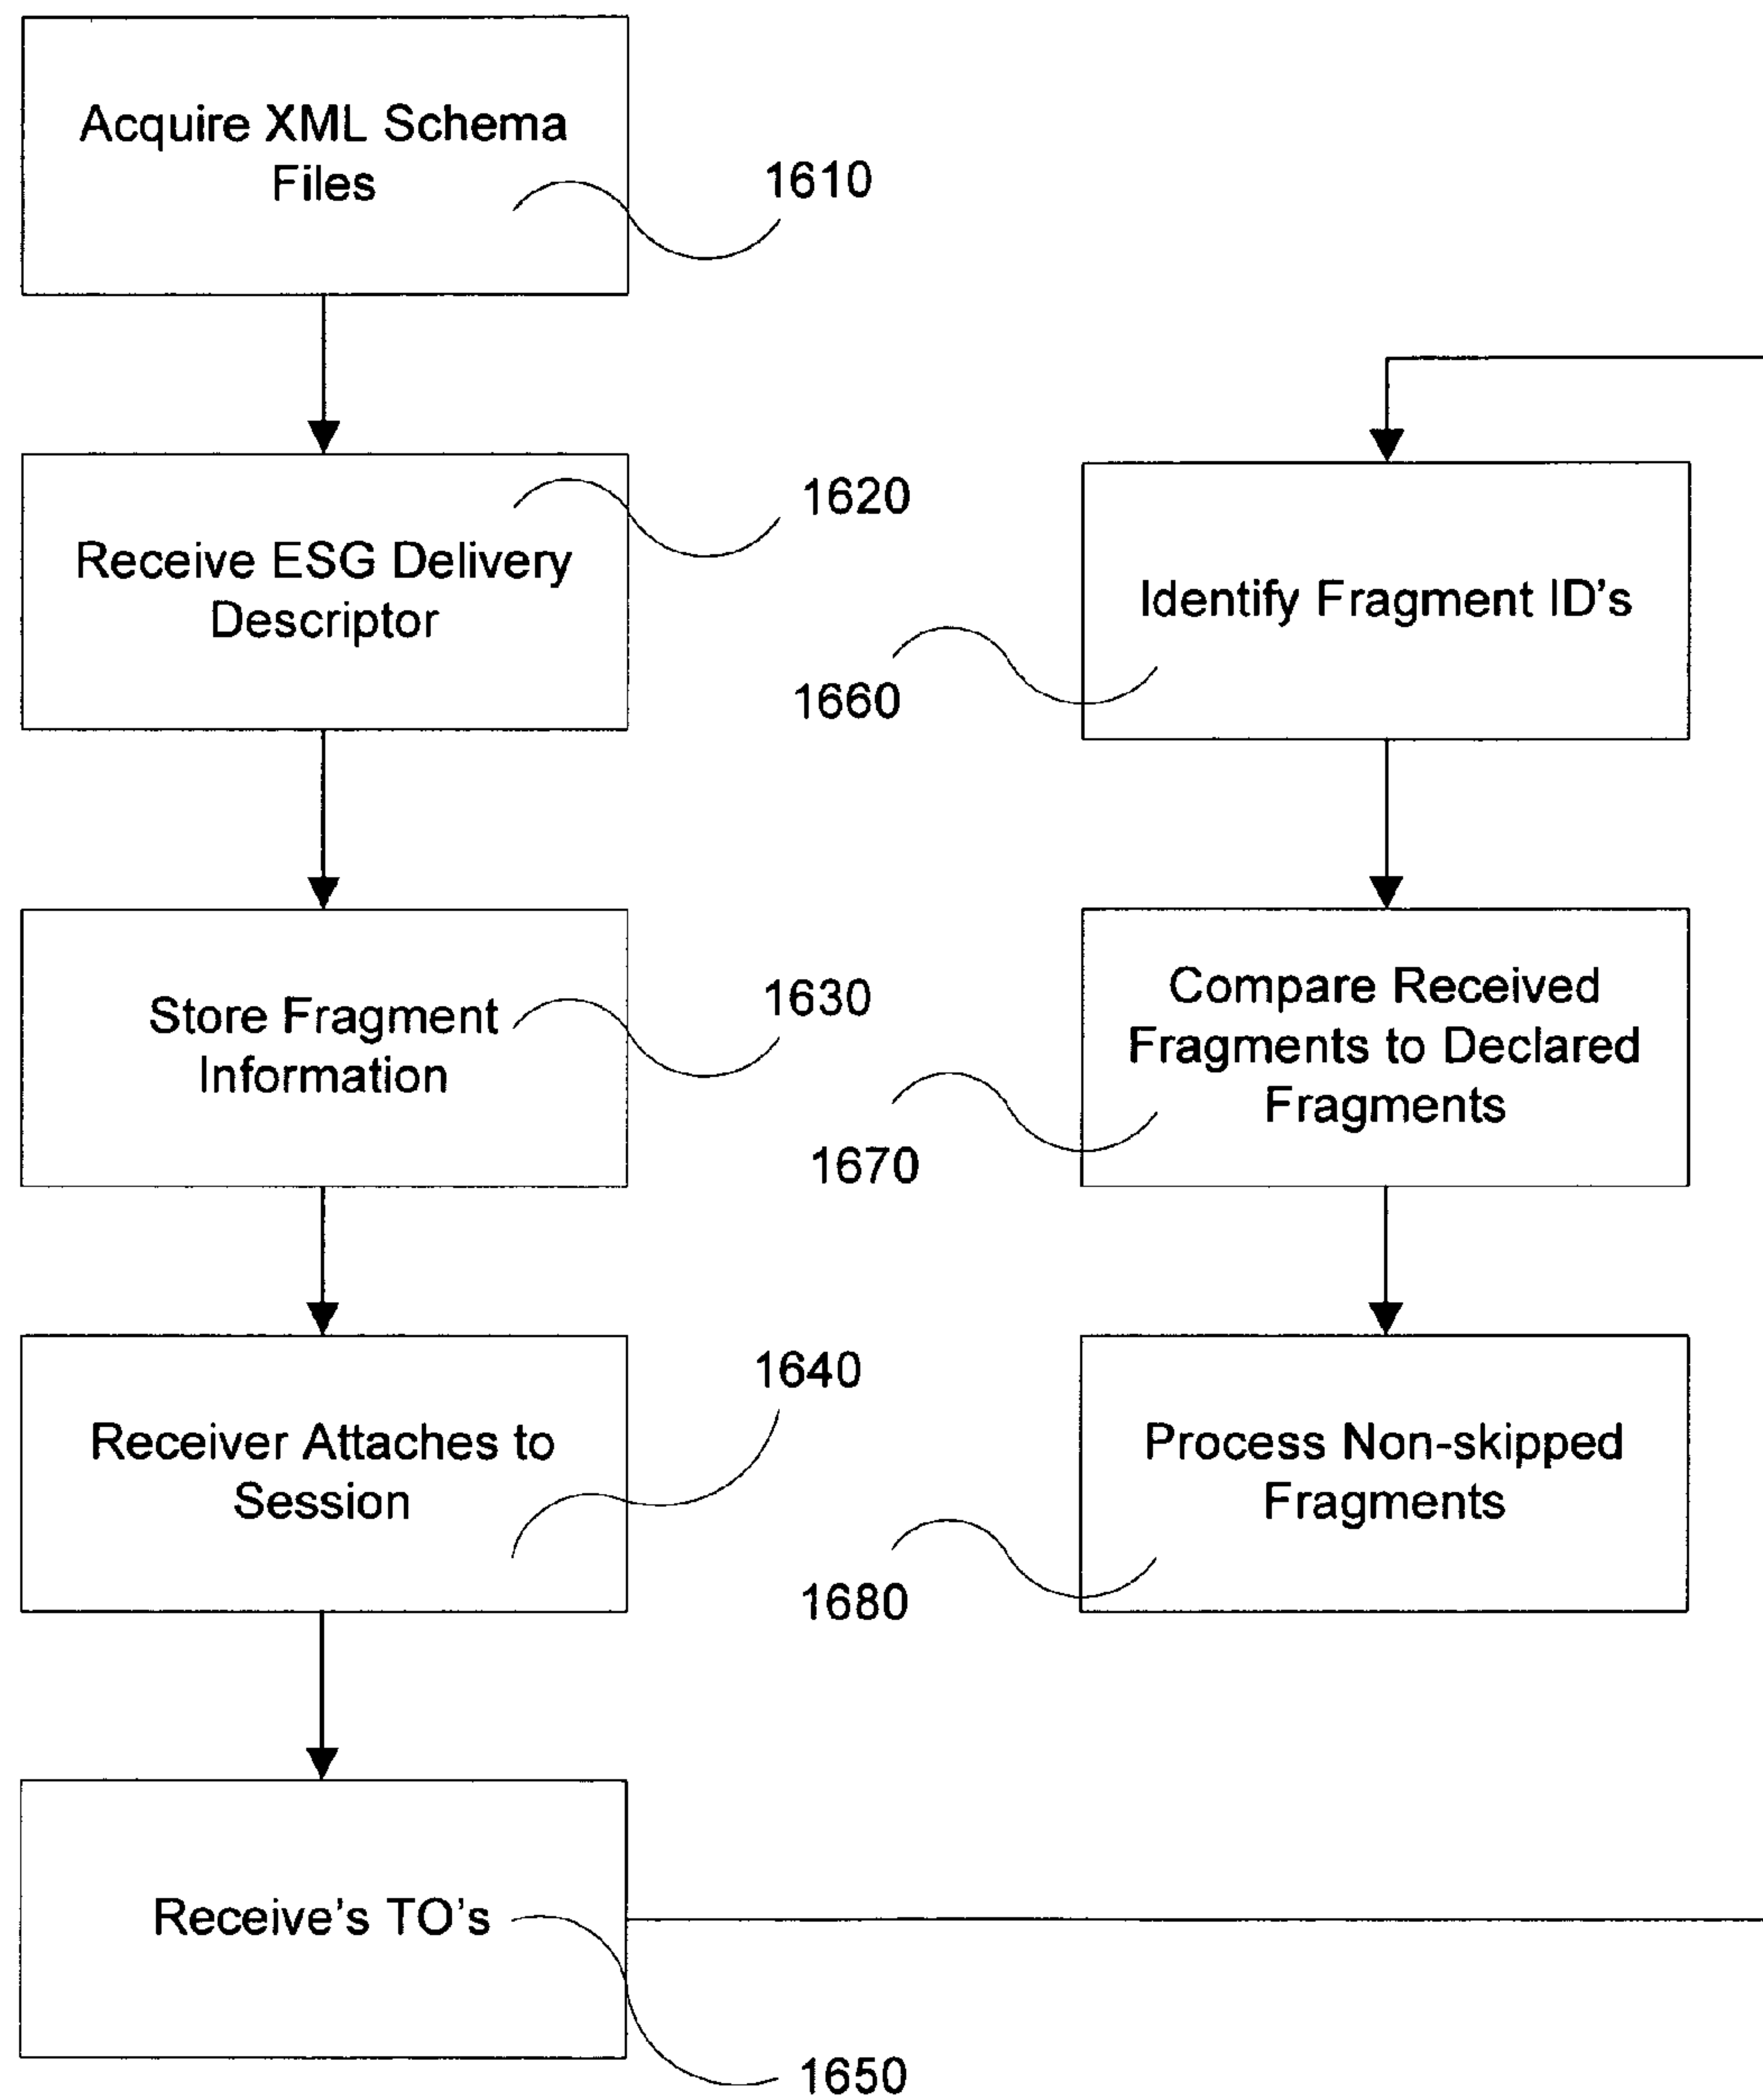 Acquire XML Schema
Files
1610
Receive ESG Delivery
Descriptor
1620
Store Fragment
Information
1630
Receiver Attaches to
Session
1640
Receive's TO's
1650
Identify Fragment ID's
1660
Compare Received
Fragments to Declared
Fragments
1670
Process Non-skipped
Fragments
1680